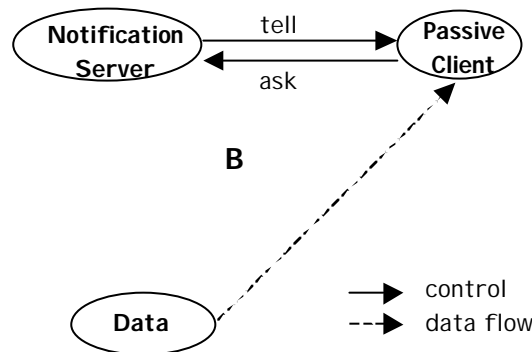 Notification
Server
tell
ask
Passive
Client
B
Data
control
data flow